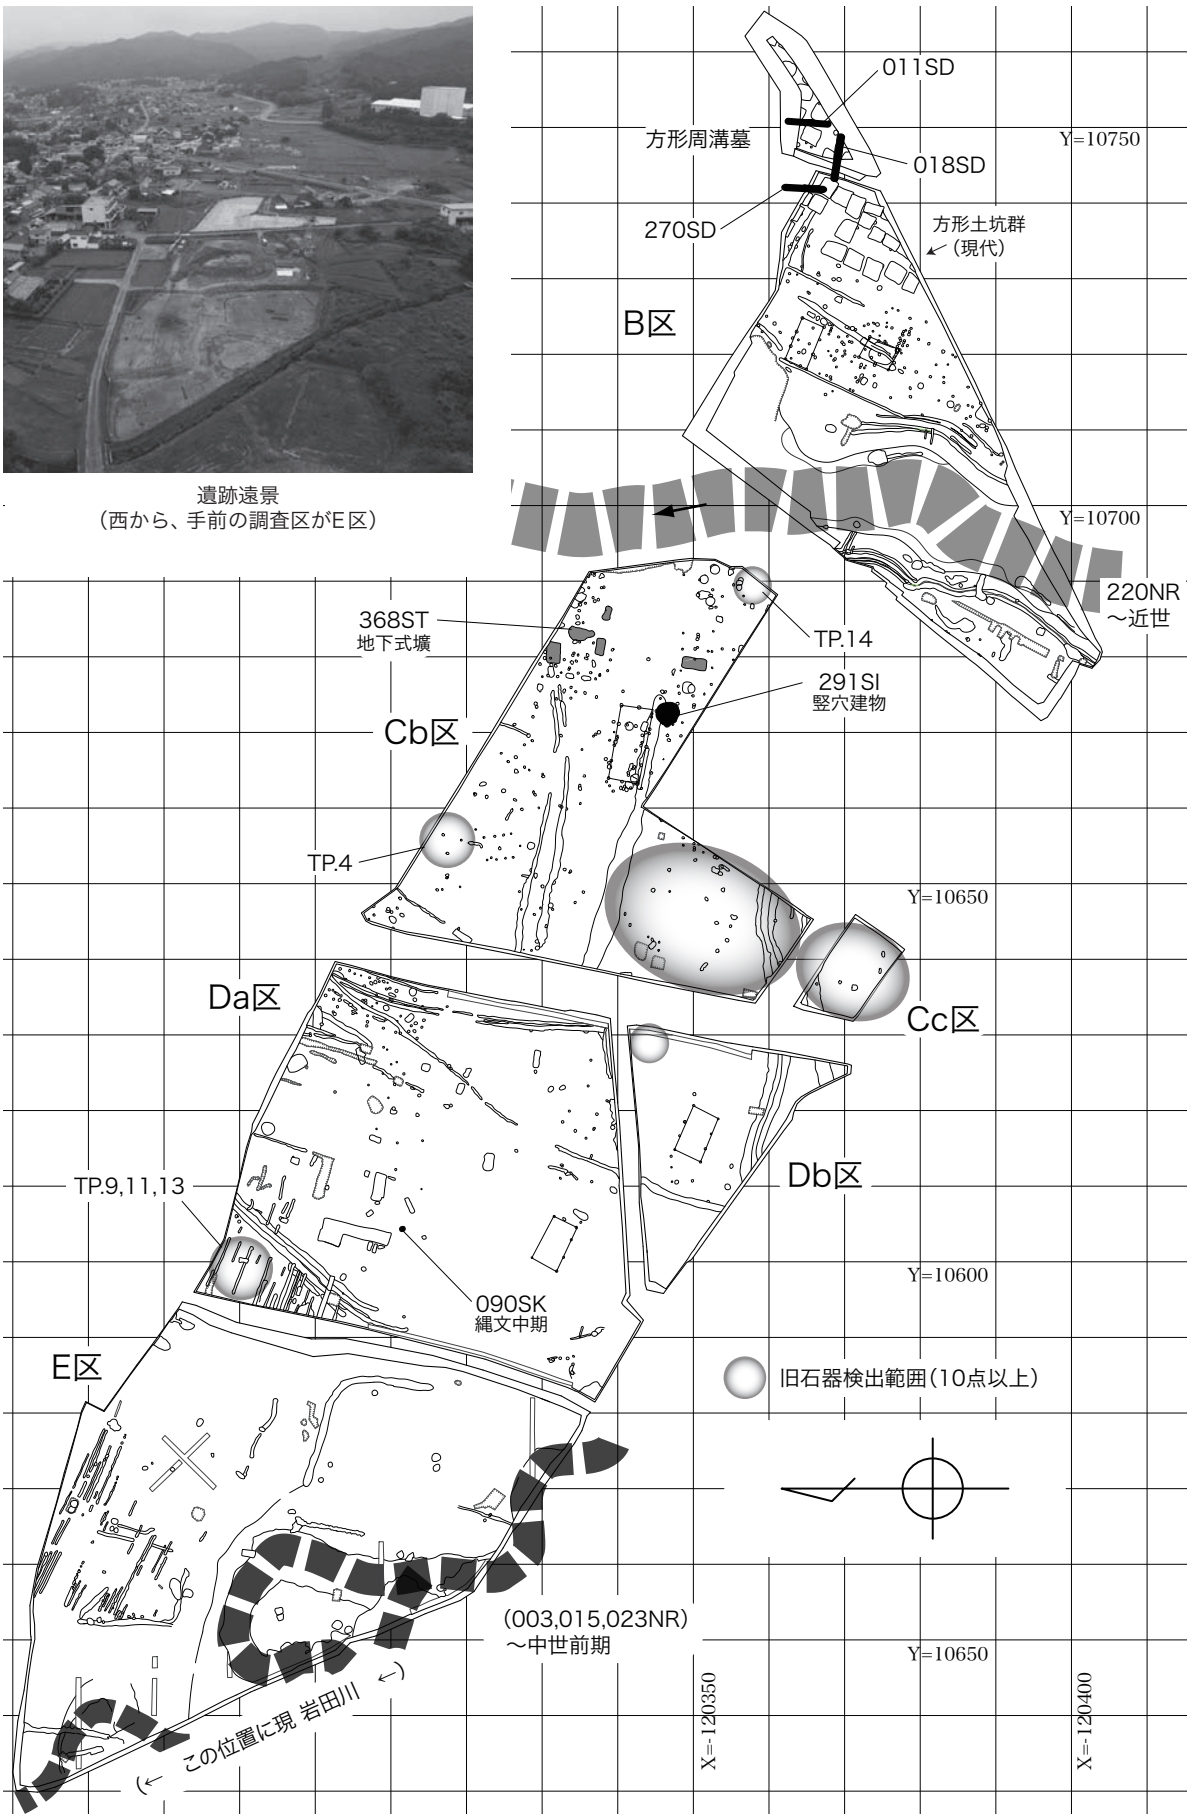 遺跡遠景
（西から、手前の調査区がE区）
011SD
方形周溝墓
Y=10750
018SD
270SD
方形土坑群
（現代）
B区
Y=10700
220NR
～近世
368ST
地下式壙
TP.14
291SI
竪穴建物
Cb区
TP.4
Y=10650
Da区
Cc区
TP.9,11,13
Db区
Y=10600
090SK
縄文中期
E区
旧石器検出範囲（10点以上）
（003,015,023NR）
～中世前期
Y=10650
（← この位置に現 岩田川 ←）
X=-120350
X=-120400